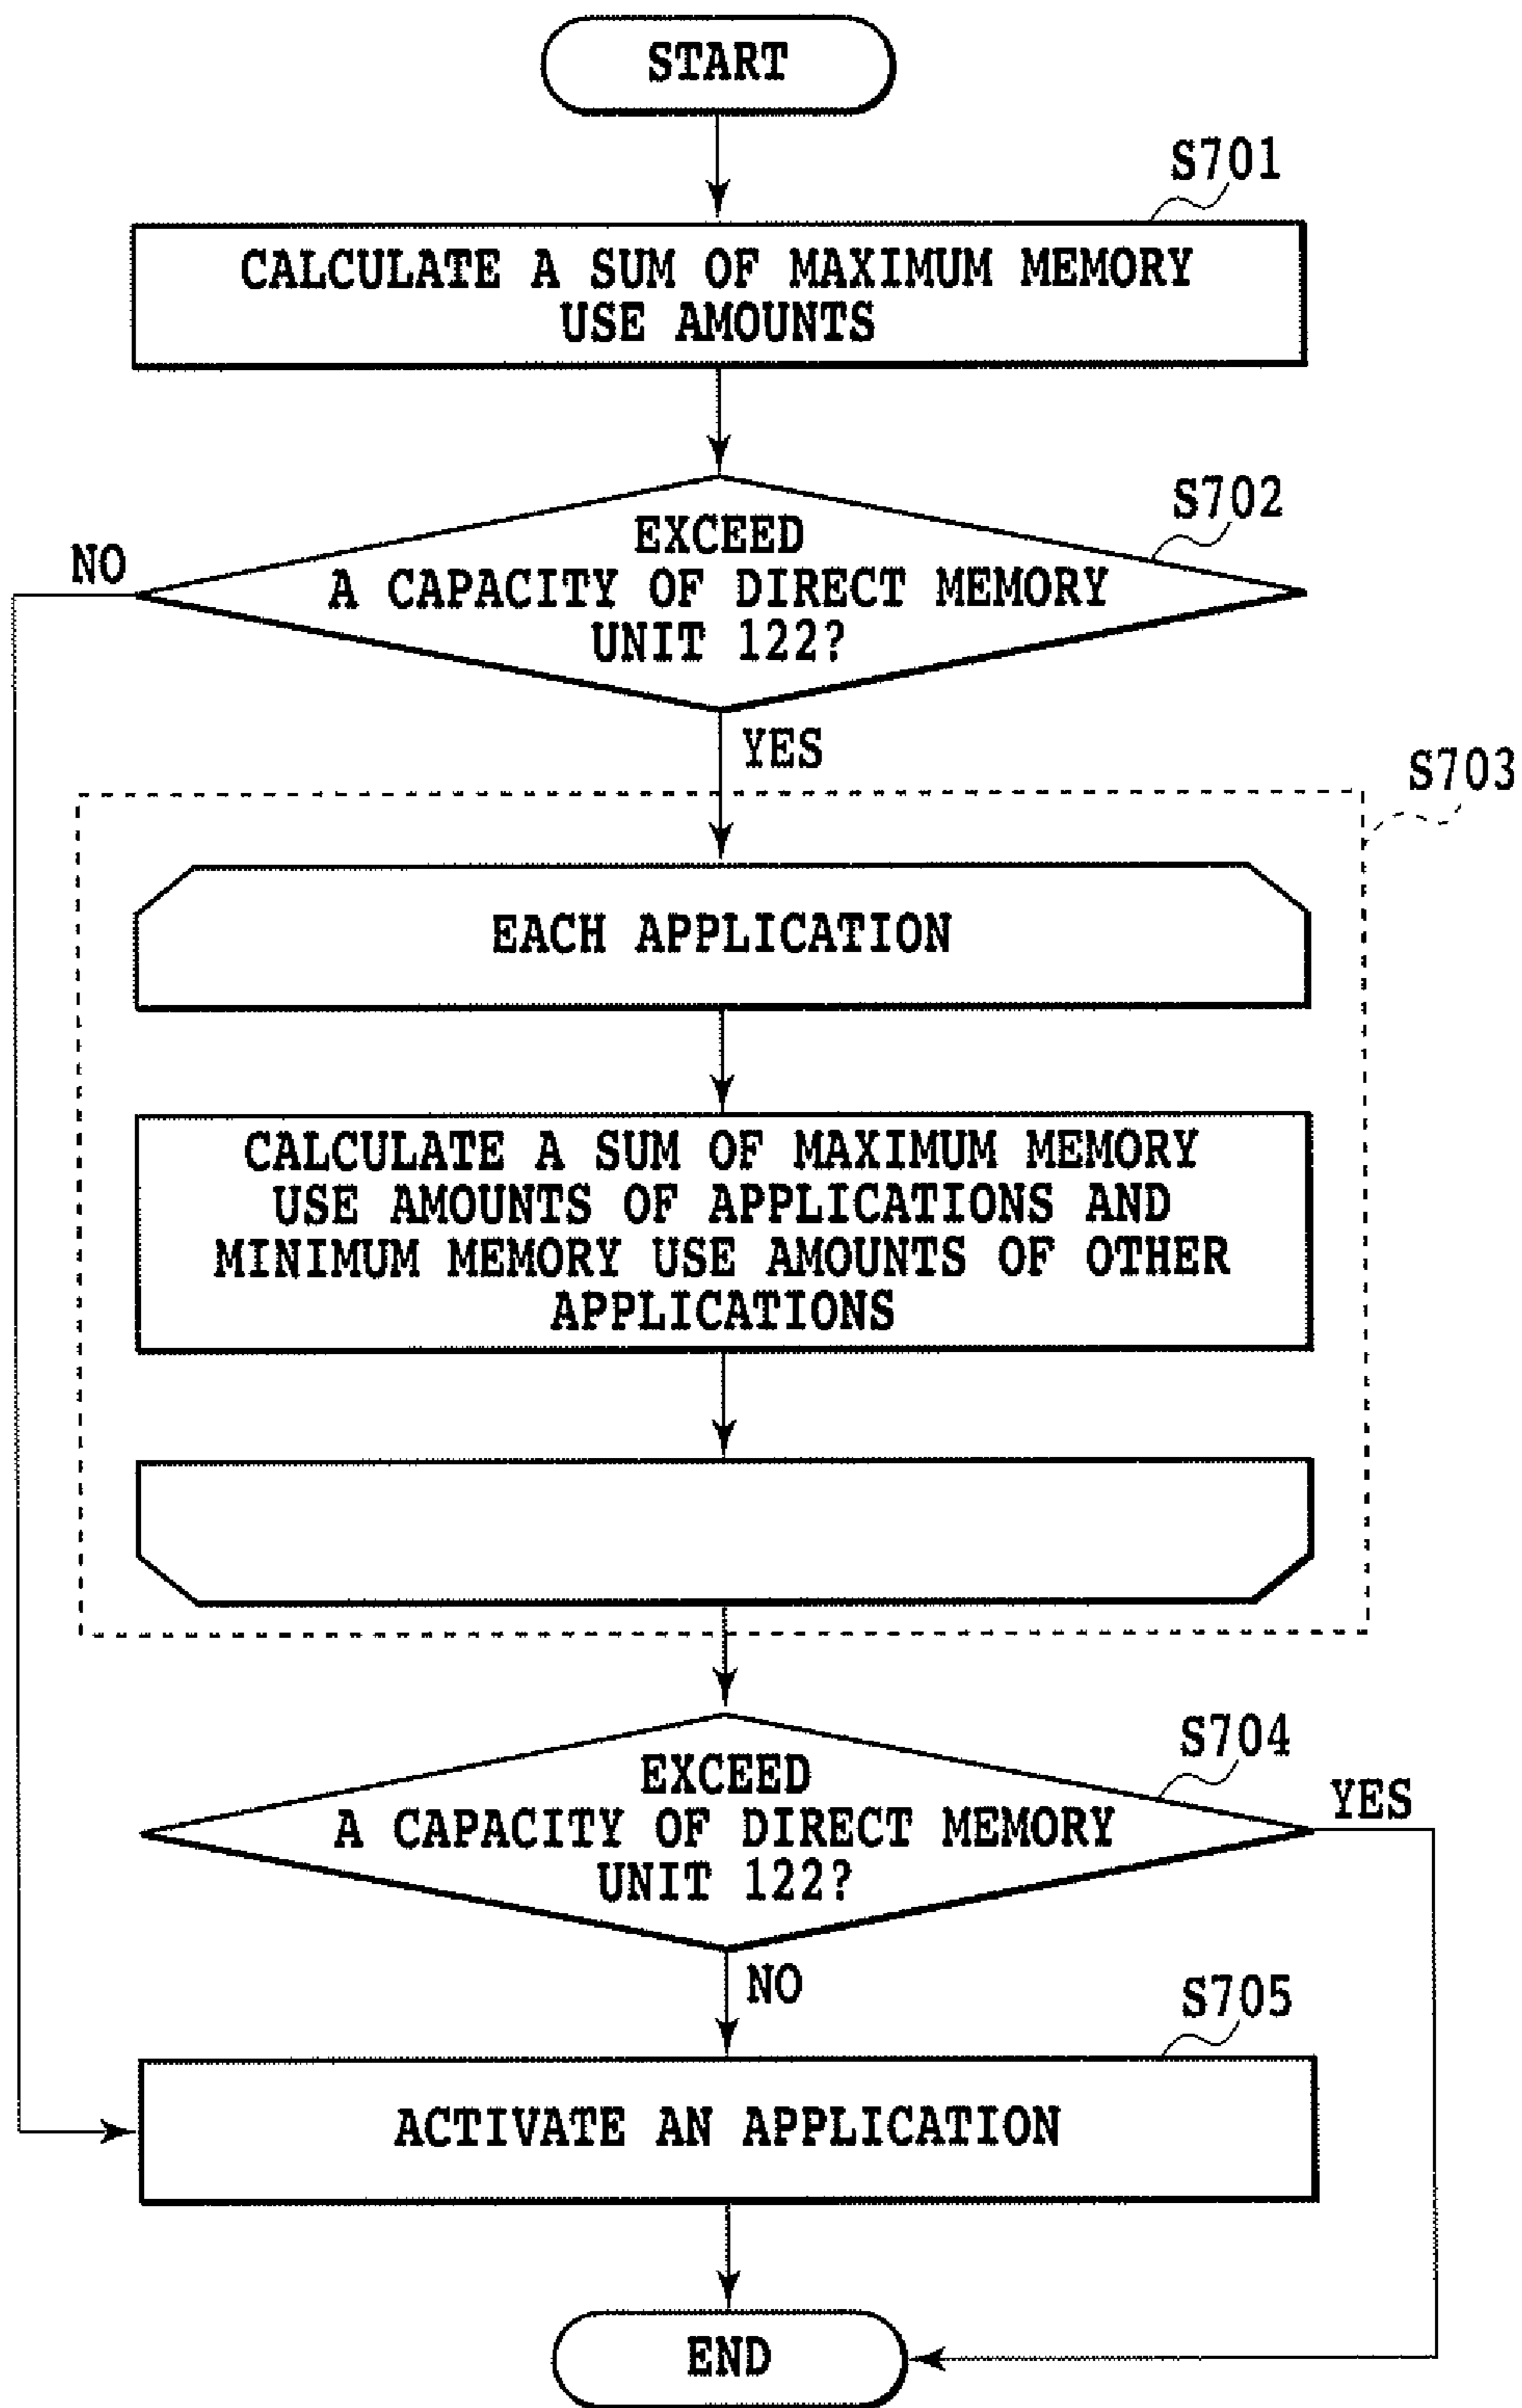 START
S701
CALCULATE A SUM OF MAXIMUM MEMORY
USE AMOUNTS
S702
NO
EXCEED
A CAPACITY OF DIRECT MEMORY
UNIT 122?
YES
S703
EACH APPLICATION
CALCULATE A SUM OF MAXIMUM MEMORY
USE AMOUNTS OF APPLICATIONS AND
MINIMUM MEMORY USE AMOUNTS OF OTHER
APPLICATIONS
S704
EXCEED
A CAPACITY OF DIRECT MEMORY
UNIT 122?
YES
NO
S705
ACTIVATE AN APPLICATION
END